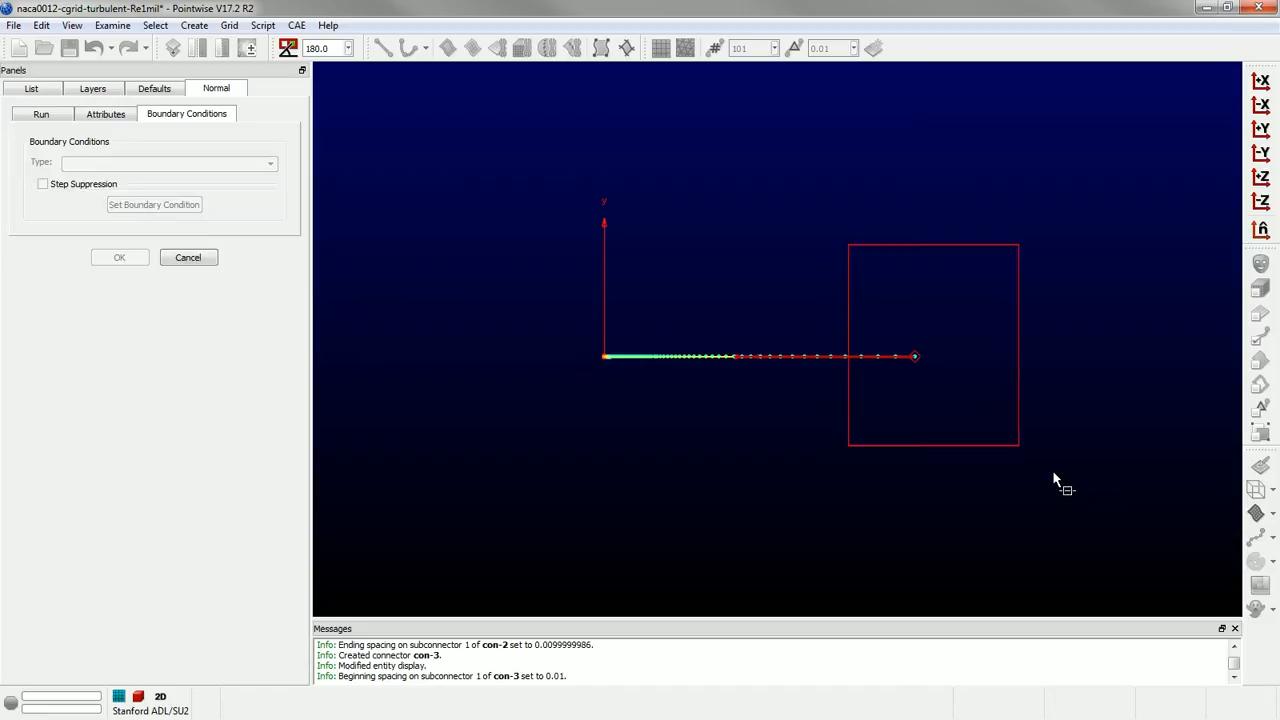 naca0012-cgrid-turbulent-Re1mil* - Pointwise V17.2 R2
File Edit View Examine Select Create Grid Script CAE Help
180.0 101 0.01
Panels
List Layers Defaults Normal
Run Attributes Boundary Conditions
Boundary Conditions
Type:
Step Suppression
Set Boundary Condition
OK Cancel
y
+X
-X
+Y
-Y
+Z
-Z
n̂
Messages
Info: Ending spacing on subconnector 1 of con-2 set to 0.0099999986.
Info: Created connector con-3.
Info: Modified entity display.
Info: Beginning spacing on subconnector 1 of con-3 set to 0.01.
2D
Stanford ADL/SU2